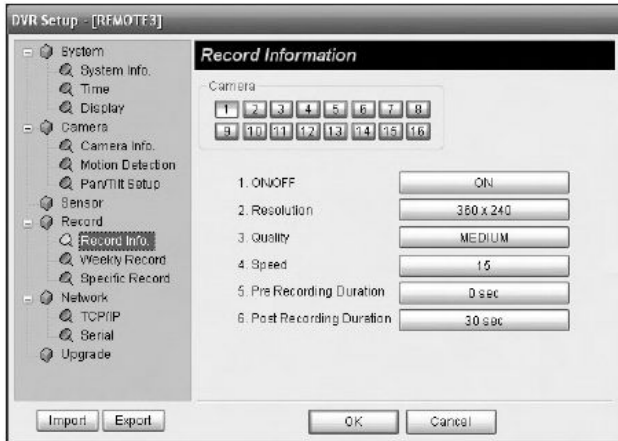 DVR Setup - [REMOTE3]
System
System Info.
Time
Display
Camera
Camera Info.
Motion Detection
Pan/Tilt Setup
Sensor
Record
Record Info.
Weekly Record
Specific Record
Network
TCP/IP
Serial
Upgrade
Import Export
Record Information
Camera
1 2 3 4 5 6 7 8
9 10 11 12 13 14 15 16
1. ON/OFF ON
2. Resolution 360 x 240
3. Quality MEDIUM
4. Speed 15
5. Pre Recording Duration 0 sec
6. Post Recording Duration 30 sec
OK Cancel